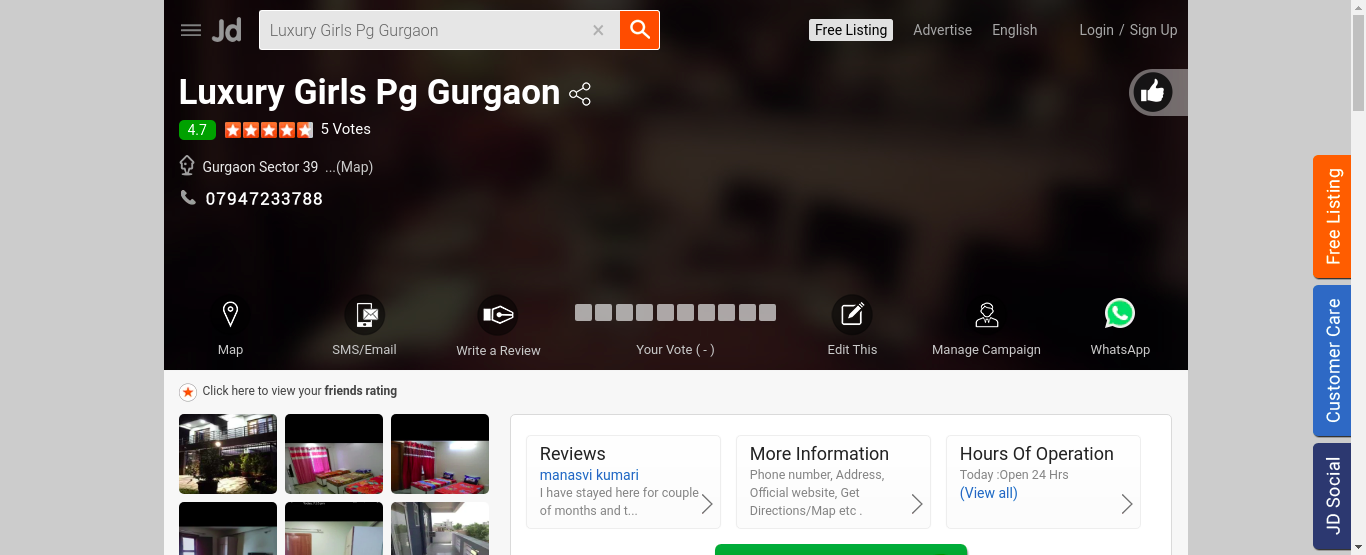 Jd
Luxury Girls Pg Gurgaon
Free Listing
Advertise
English
Login / Sign Up
Luxury Girls Pg Gurgaon
4.7
5 Votes
Gurgaon Sector 39 ...(Map)
07947233788
Map
SMS/Email
Write a Review
Your Vote ( - )
Edit This
Manage Campaign
WhatsApp
Click here to view your friends rating
Reviews
manasvi kumari
I have stayed here for couple
of months and t...
More Information
Phone number, Address,
Official website, Get
Directions/Map etc .
Hours Of Operation
Today :Open 24 Hrs
(View all)
Free Listing
Customer Care
JD Social